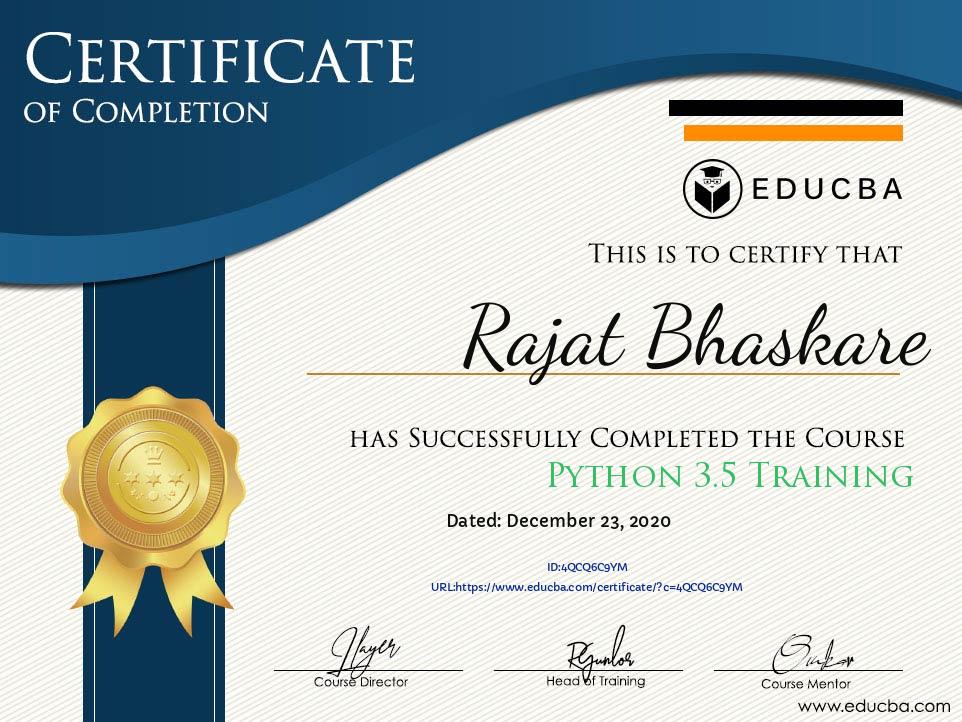 CERTIFICATE
OF COMPLETION
EDUCBA
THIS IS TO CERTIFY THAT
Rajat Bhaskare
HAS SUCCESSFULLY COMPLETED THE COURSE
PYTHON 3.5 TRAINING
Dated: December 23, 2020
ID:4QCQ6C9YM
URL:https://www.educba.com/certificate/?c=4QCQ6C9YM
Course Director
Head of Training
Course Mentor
www.educba.com